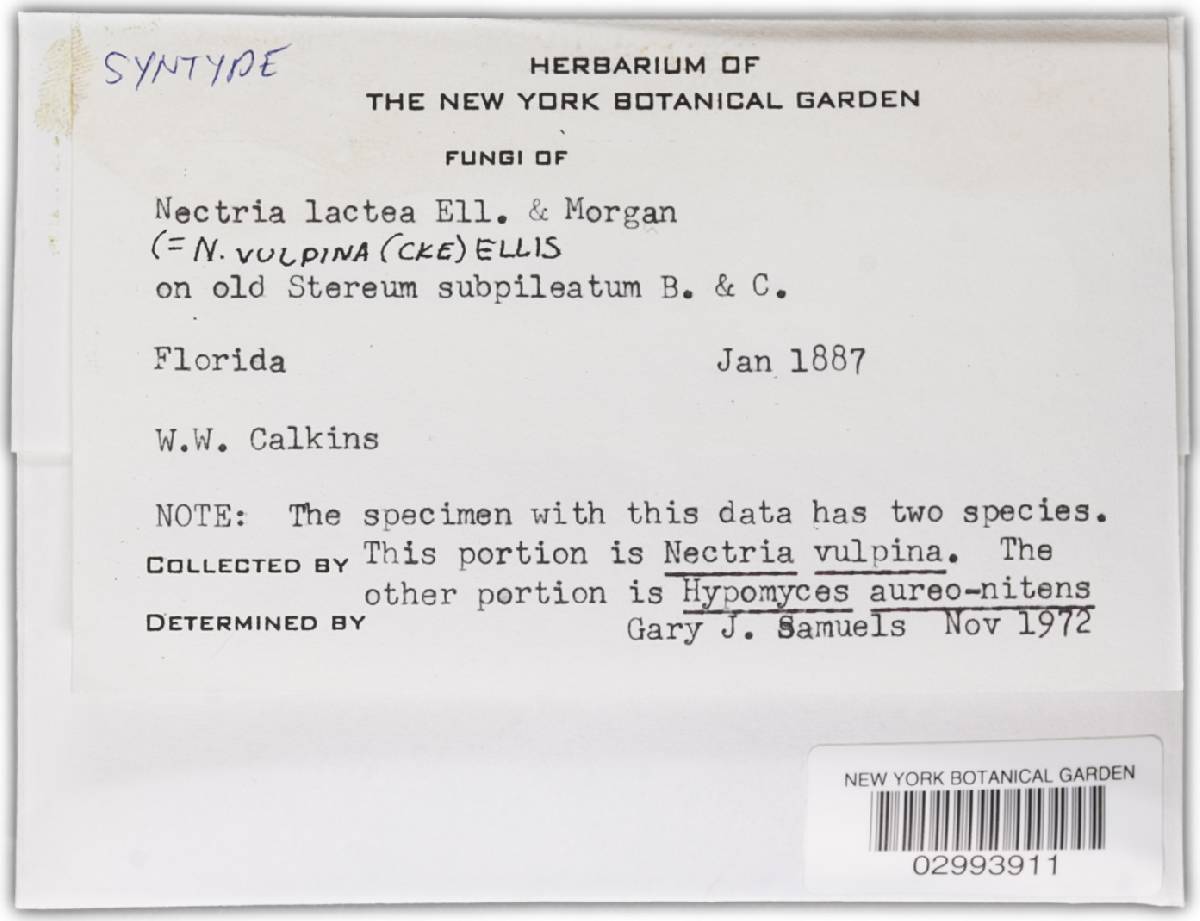 SYNTYPE
HERBARIUM OF
THE NEW YORK BOTANICAL GARDEN
FUNGI OF
Nectria lactea Ell. & Morgan
(= N. VULPINA (CKE) ELLIS
on old Stereum subpileatum B. & C.
Florida Jan 1887
W.W. Calkins
NOTE: The specimen with this data has two species.
COLLECTED BY This portion is Nectria vulpina. The
other portion is Hypomyces aureo-nitens
DETERMINED BY Gary J. Samuels Nov 1972
NEW YORK BOTANICAL GARDEN
02993911